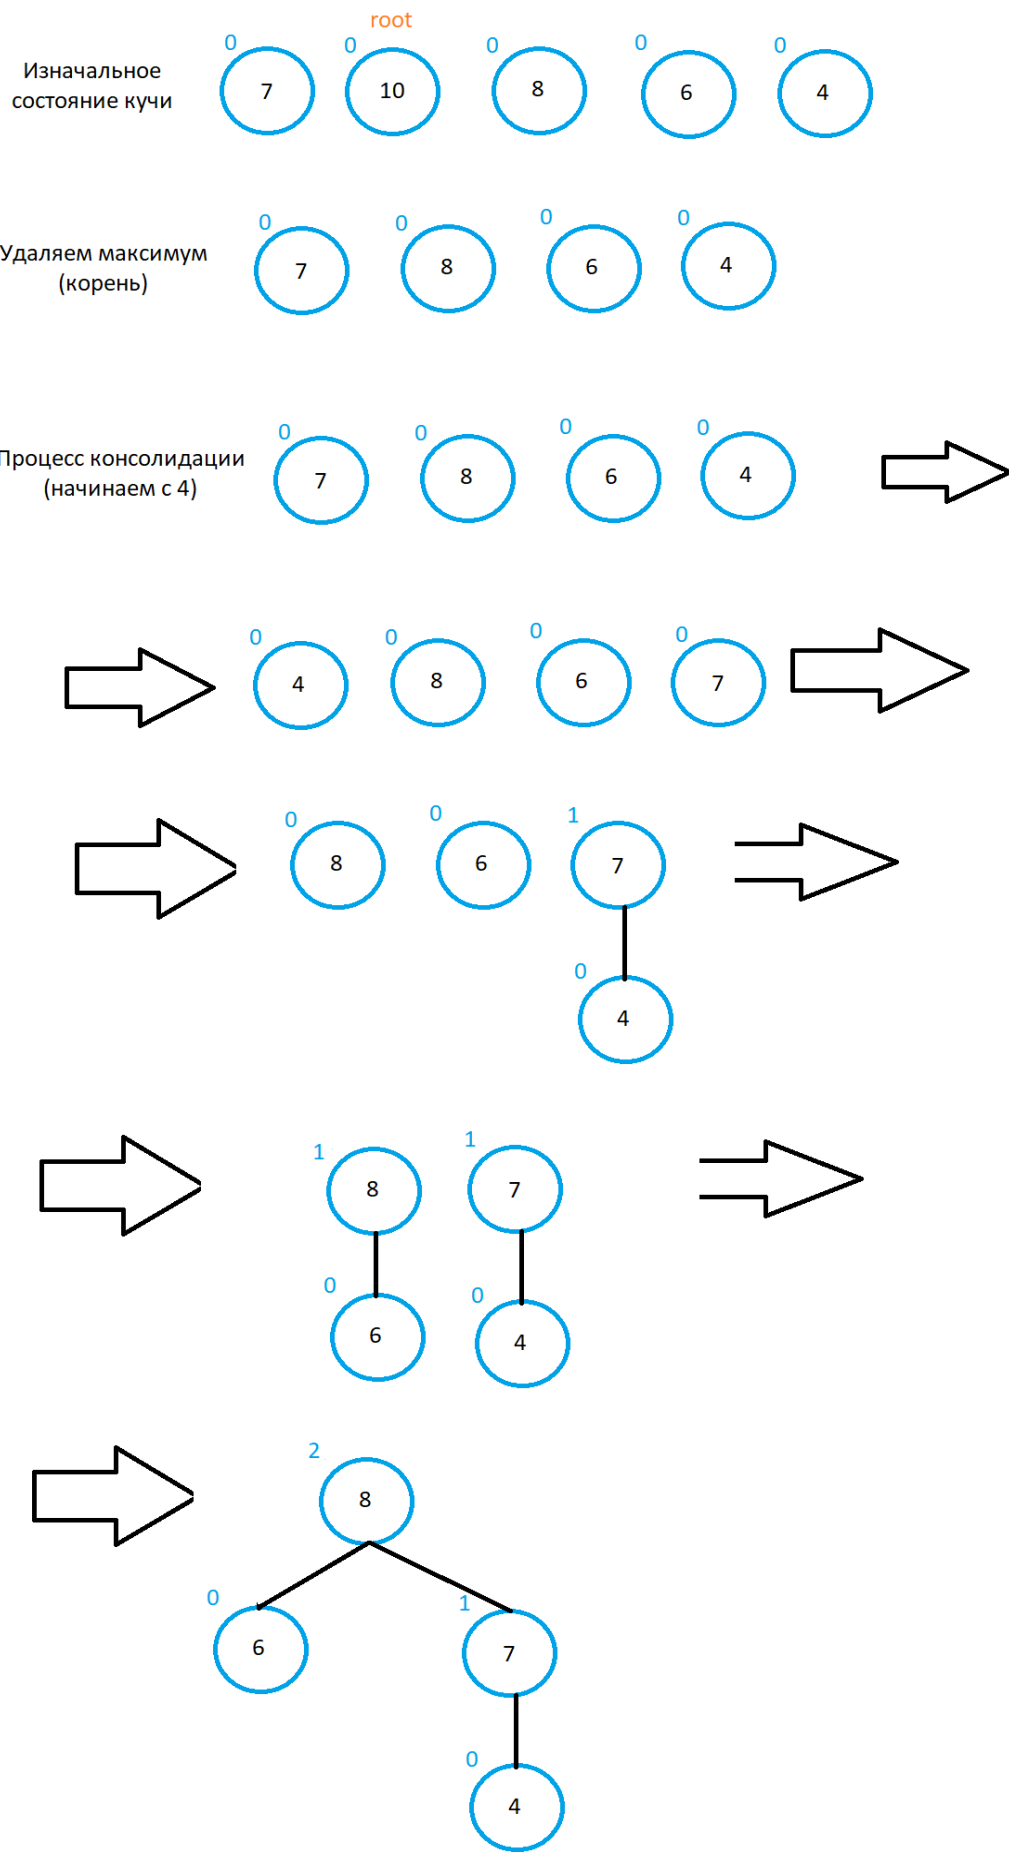 root
0 0 0 0 0
Изначальное
состояние кучи
7 10 8 6 4
0 0 0 0
Удаляем максимум
(корень)
7 8 6 4
0 0 0 0
Процесс консолидации
(начинаем с 4)
7 8 6 4
0 0 0 0
4 8 6 7
0 0 1
8 6 7
0
4
1 1
8 7
0 0
6 4
2
8
0 1
6 7
0
4